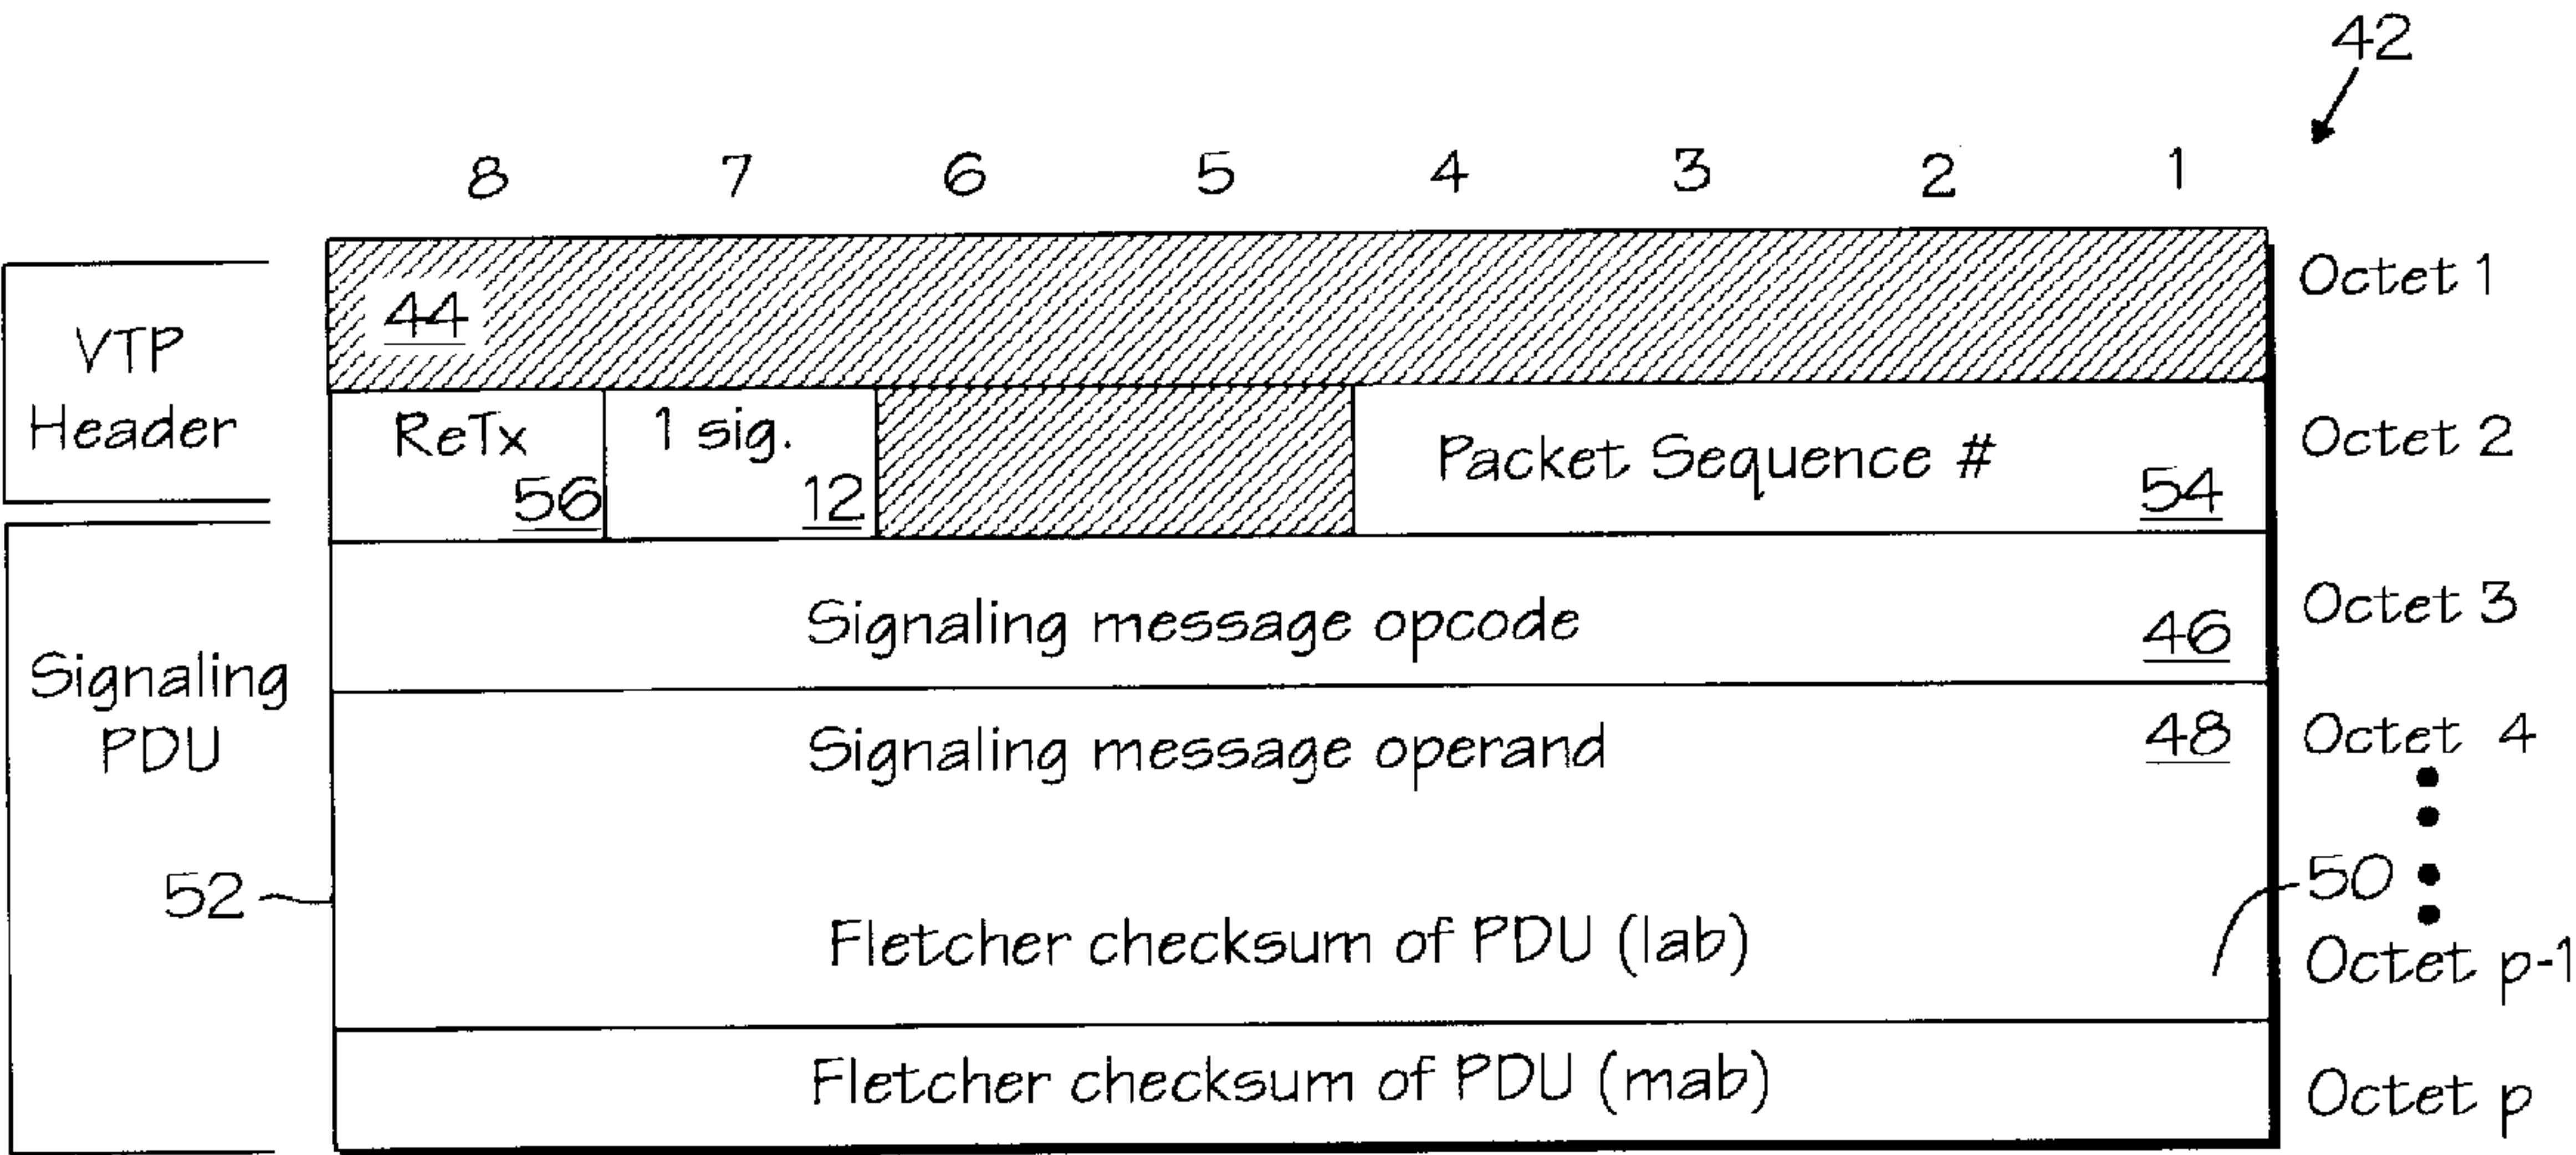 42
8 7 6 5 4 3 2 1
VTP
Header
44
Octet 1
ReTx
56
1 sig.
12
Packet Sequence #
54
Octet 2
Signaling
PDU
52
Signaling message opcode
46
Octet 3
Signaling message operand
48
Octet 4
50
Fletcher checksum of PDU (lab)
Octet p-1
Fletcher checksum of PDU (mab)
Octet p